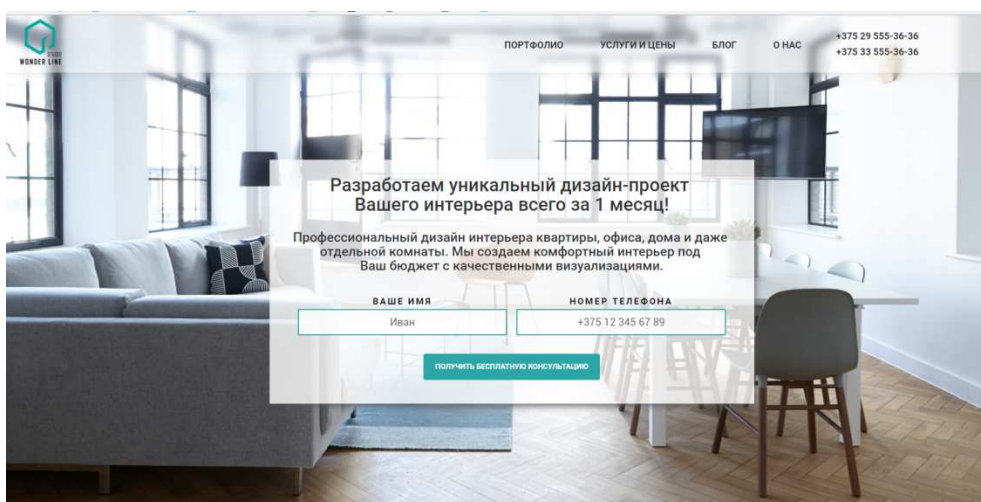 STUDIO
WONDER LINE
ПОРТФОЛИО
УСЛУГИ И ЦЕНЫ
БЛОГ
О НАС
+375 29 555-36-36
+375 33 555-36-36
Разработаем уникальный дизайн-проект
Вашего интерьера всего за 1 месяц!
Профессиональный дизайн интерьера квартиры, офиса, дома и даже
отдельной комнаты. Мы создаем комфортный интерьер под
Ваш бюджет с качественными визуализациями.
ВАШЕ ИМЯ
НОМЕР ТЕЛЕФОНА
Иван
+375 12 345 67 89
ПОЛУЧИТЬ БЕСПЛАТНУЮ КОНСУЛЬТАЦИЮ